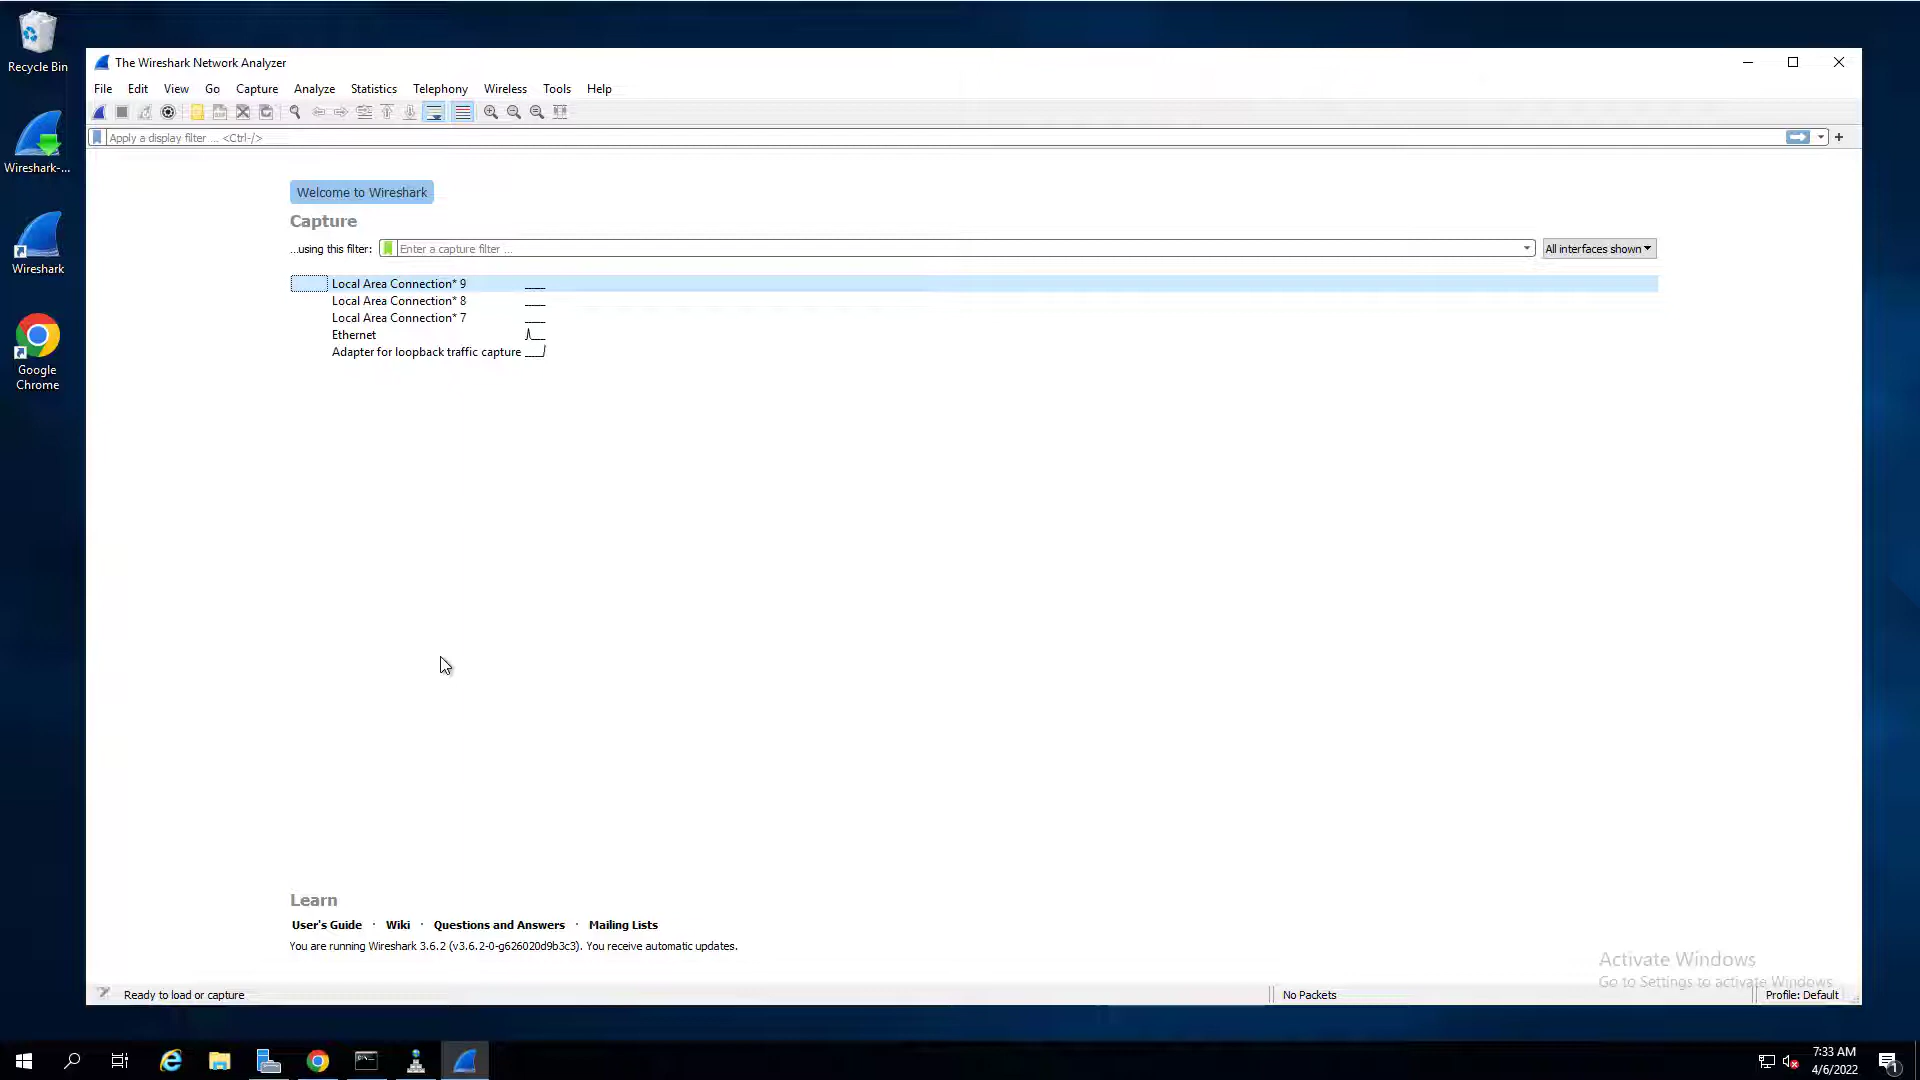 Recycle Bin
Wireshark-...
Wireshark
Google
Chrome
The Wireshark Network Analyzer
File Edit View Go Capture Analyze Statistics Telephony Wireless Tools Help
Apply a display filter ... <Ctrl-/>
+
Welcome to Wireshark
Capture
...using this filter: Enter a capture filter ... All interfaces shown
Local Area Connection* 9
Local Area Connection* 8
Local Area Connection* 7
Ethernet
Adapter for loopback traffic capture
Learn
User's Guide · Wiki · Questions and Answers · Mailing Lists
You are running Wireshark 3.6.2 (v3.6.2-0-g626020d9b3c3). You receive automatic updates.
Activate Windows
Go to Settings to activate Windows.
Ready to load or capture No Packets Profile: Default
7:33 AM
4/6/2022
1